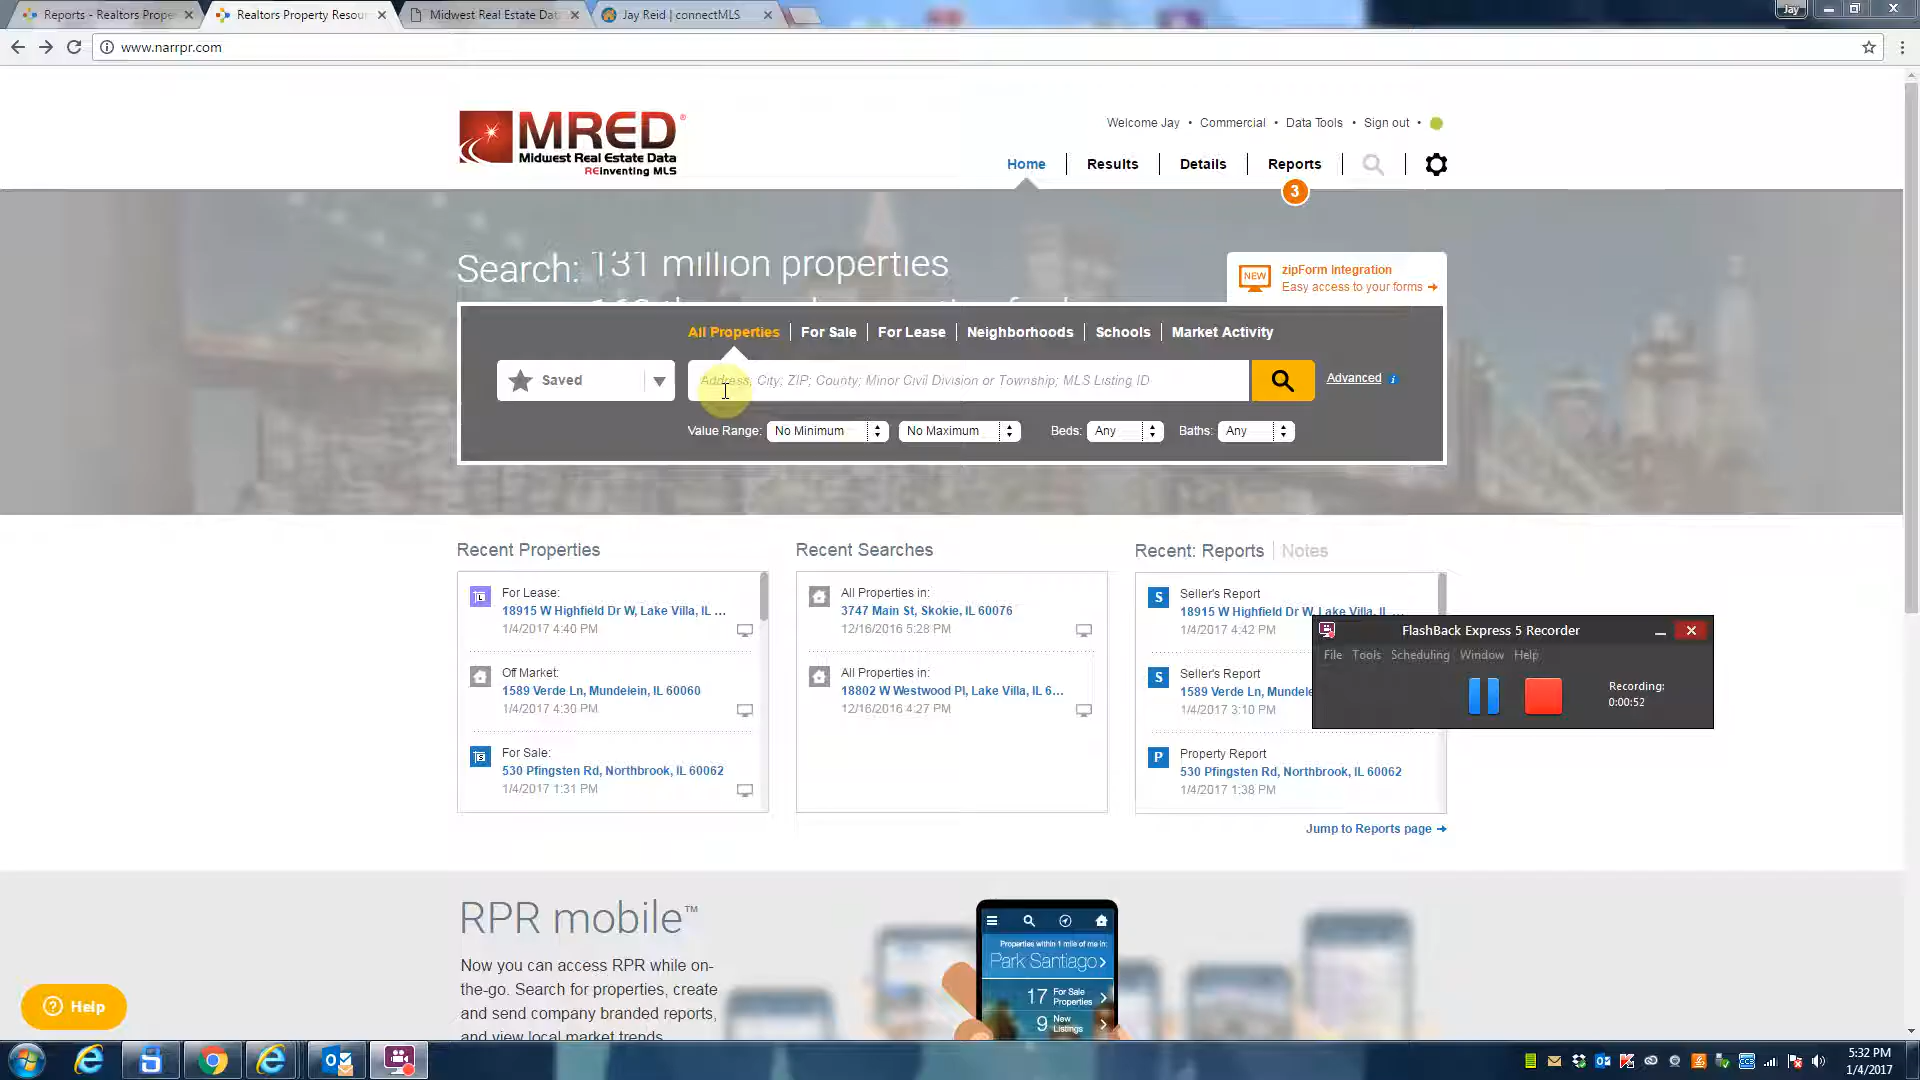 Reports - Realtors Prope
Realtors Property Resou
Midwest Real Estate Dat
Jay Reid | connectMLS
Jay
www.narrpr.com
MRED®
Midwest Real Estate Data
REinventing MLS
Welcome Jay • Commercial • Data Tools • Sign out •
Home
Results
Details
Reports
3
Search: 131 million properties
NEW
zipForm Integration
Easy access to your forms
All Properties
For Sale
For Lease
Neighborhoods
Schools
Market Activity
Saved
Address; City; ZIP; County; Minor Civil Division or Township; MLS Listing ID
Advanced i
Value Range: No Minimum No Maximum Beds: Any Baths: Any
Recent Properties
For Lease:
18915 W Highfield Dr W, Lake Villa, IL ...
1/4/2017 4:40 PM
Off Market:
1589 Verde Ln, Mundelein, IL 60060
1/4/2017 4:30 PM
For Sale:
530 Pfingsten Rd, Northbrook, IL 60062
1/4/2017 1:31 PM
Recent Searches
All Properties in:
3747 Main St, Skokie, IL 60076
12/16/2016 5:28 PM
All Properties in:
18802 W Westwood Pl, Lake Villa, IL 6...
12/16/2016 4:27 PM
Recent: Reports | Notes
S
Seller's Report
18915 W Highfield Dr W, Lake Villa, IL ...
1/4/2017 4:42 PM
S
Seller's Report
1589 Verde Ln, Mundele
1/4/2017 3:10 PM
P
Property Report
530 Pfingsten Rd, Northbrook, IL 60062
1/4/2017 1:38 PM
Jump to Reports page
FlashBack Express 5 Recorder
File Tools Scheduling Window Help
Recording:
0:00:52
RPR mobile™
Now you can access RPR while on-
the-go. Search for properties, create
and send company branded reports,
and view local market trends.
Properties within 1 mile of me in:
Park Santiago
17 For Sale Properties
9 New Listings
Help
5:32 PM
1/4/2017